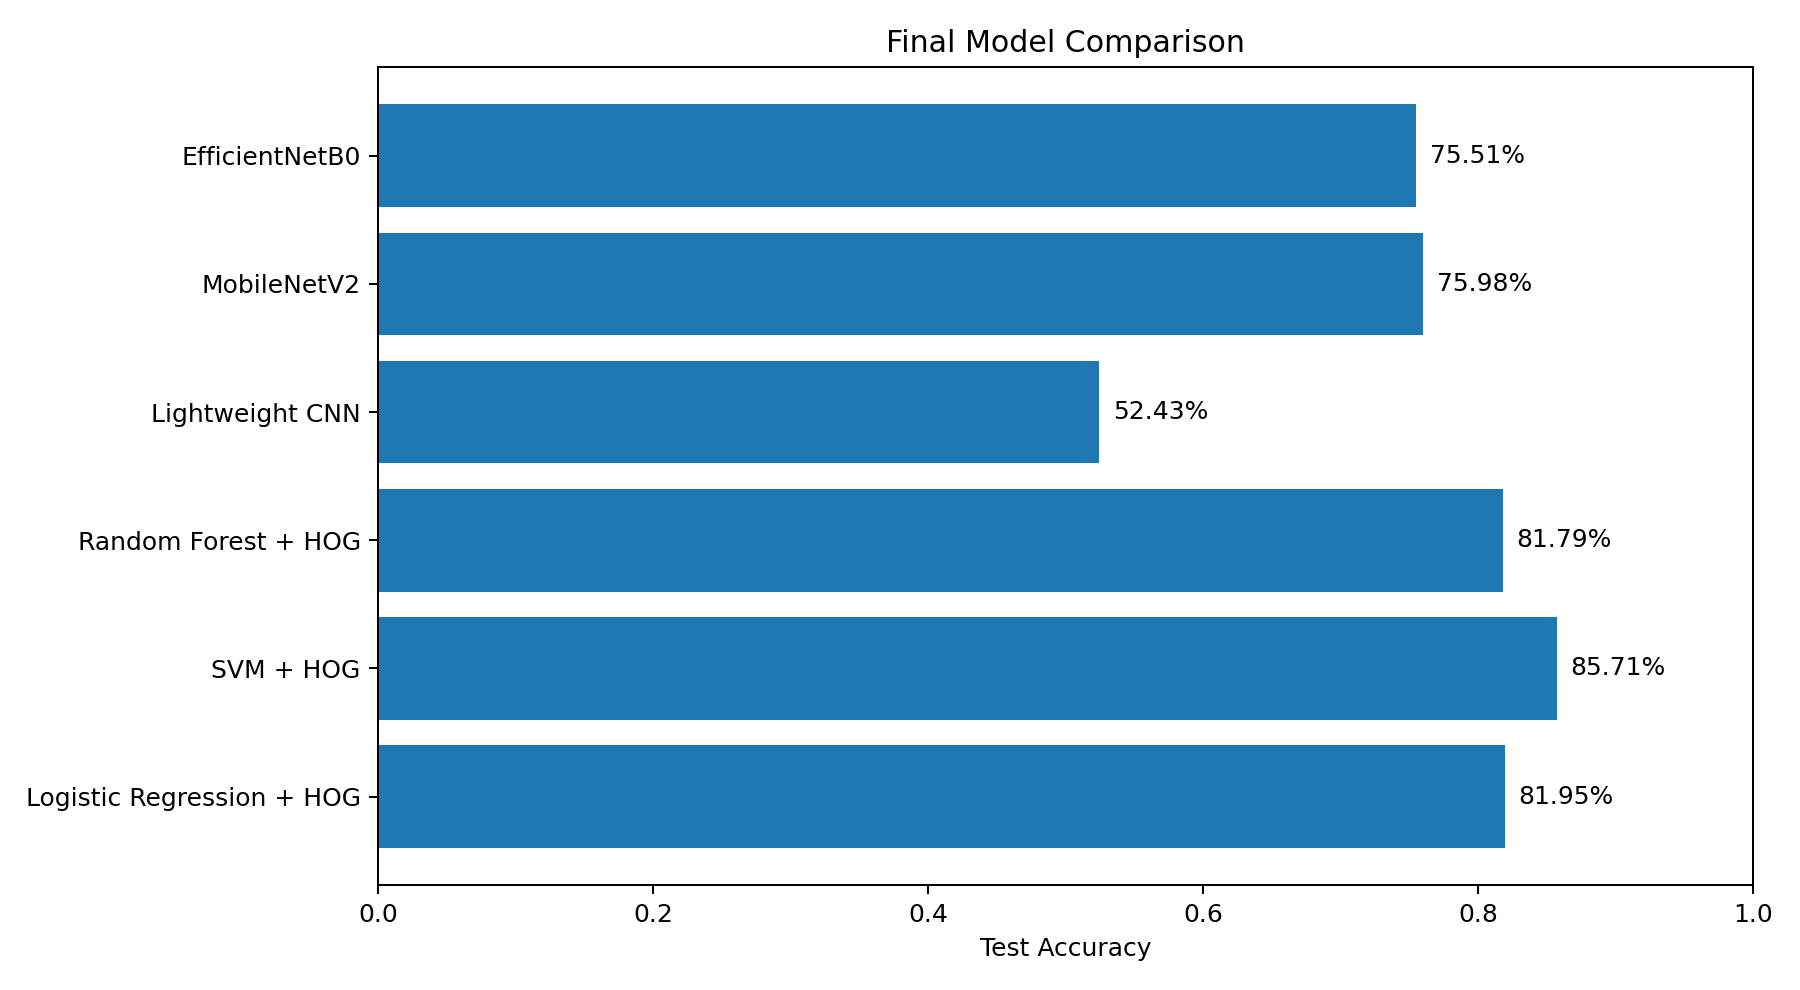 Final Model Comparison
EfficientNetB0
75.51%
MobileNetV2
75.98%
Lightweight CNN
52.43%
Random Forest + HOG
81.79%
SVM + HOG
85.71%
Logistic Regression + HOG
81.95%
0.0 0.2 0.4 0.6 0.8 1.0
Test Accuracy